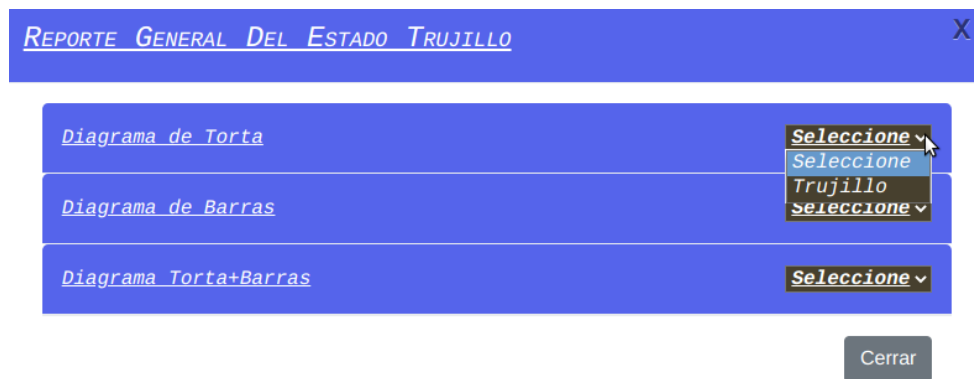 Reporte General Del Estado Trujillo
X
Diagrama de Torta
Seleccione
Seleccione
Trujillo
Diagrama de Barras
Seleccione
Diagrama Torta+Barras
Seleccione
Cerrar